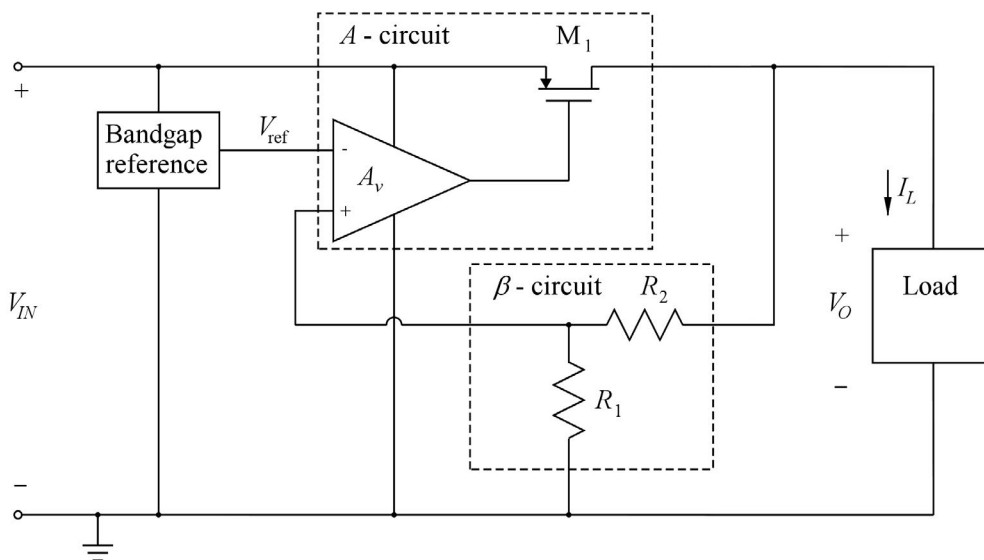 A - circuit
M1
+
Bandgap
reference
Vref
-
Av
+
IL
+
β - circuit
R2
VIN
VO
Load
R1
−
−